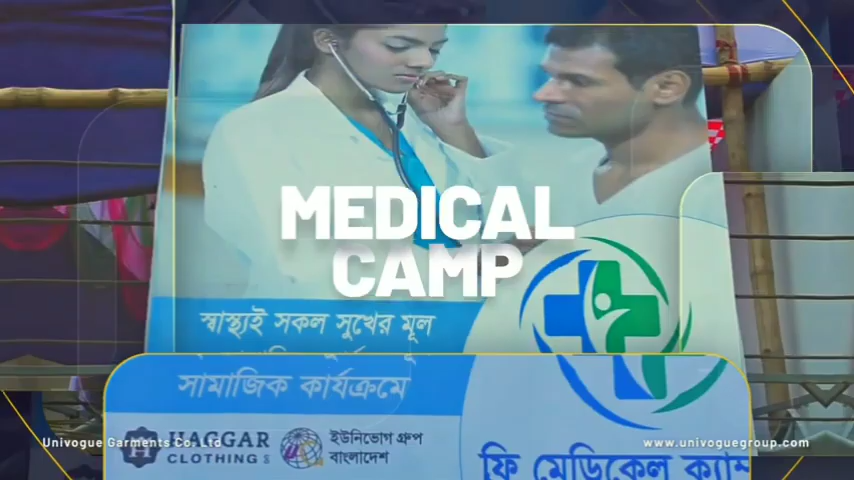 MEDICAL
CAMP
স্বাস্থ্যই সকল সুখের মূল
সামাজিক কার্যক্রমে
Univogue Garments Co. Ltd
HAGGAR
CLOTHING
ইউনিভোগ গ্রুপ
বাংলাদেশ
www.univoguegroup.com
ফ্রি মেডিকেল ক্যাম্প